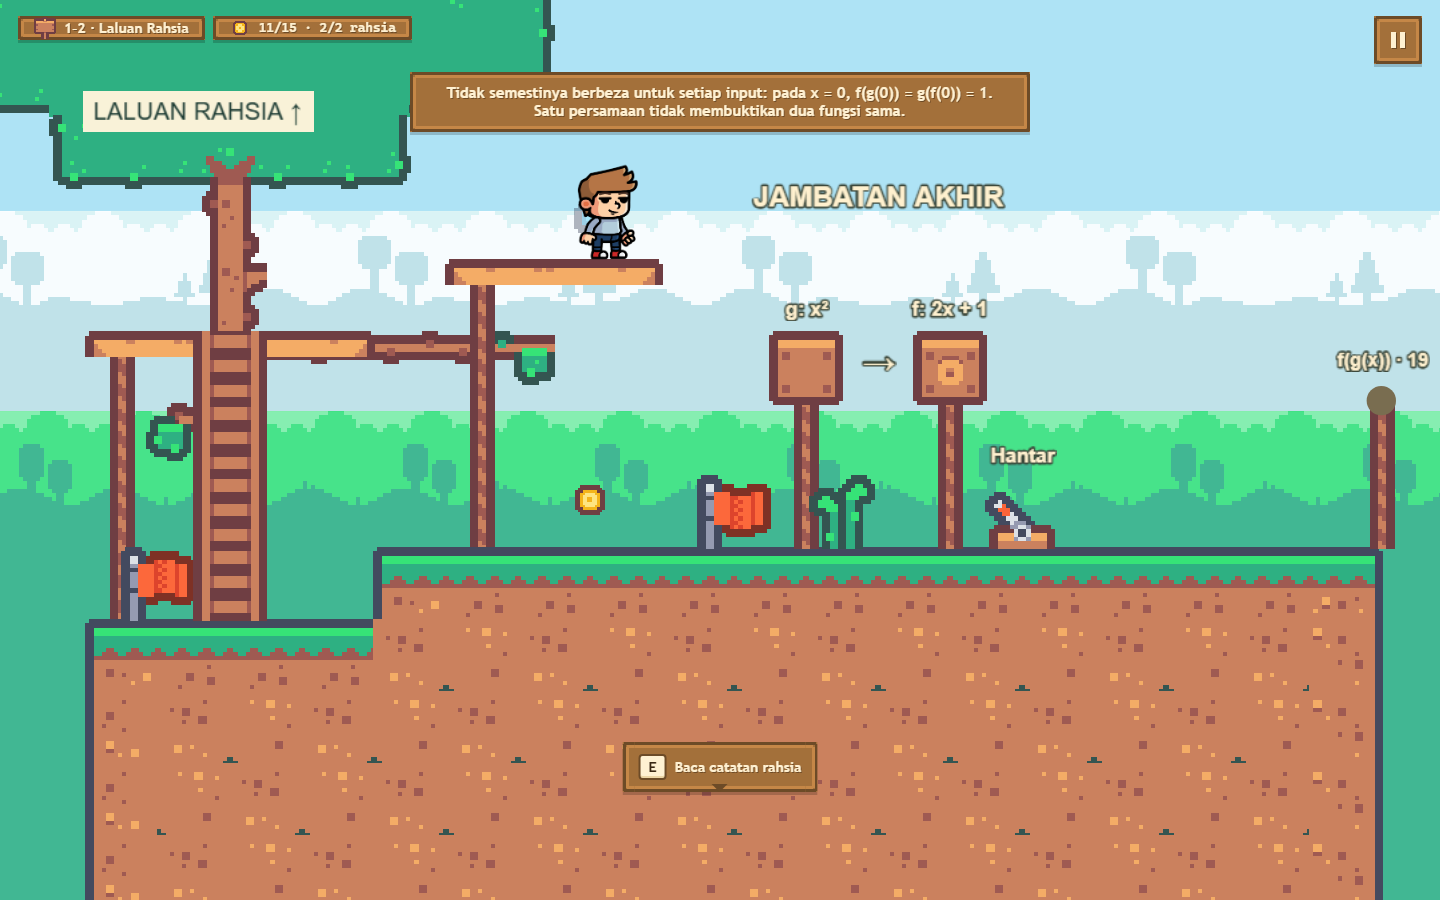 1-2 · Laluan Rahsia
11/15 · 2/2 rahsia
LALUAN RAHSIA ↑
Tidak semestinya berbeza untuk setiap input: pada x = 0, f(g(0)) = g(f(0)) = 1.
Satu persamaan tidak membuktikan dua fungsi sama.
JAMBATAN AKHIR
g: x²
f: 2x + 1
→
f(g(x)) · 19
Hantar
E Baca catatan rahsia